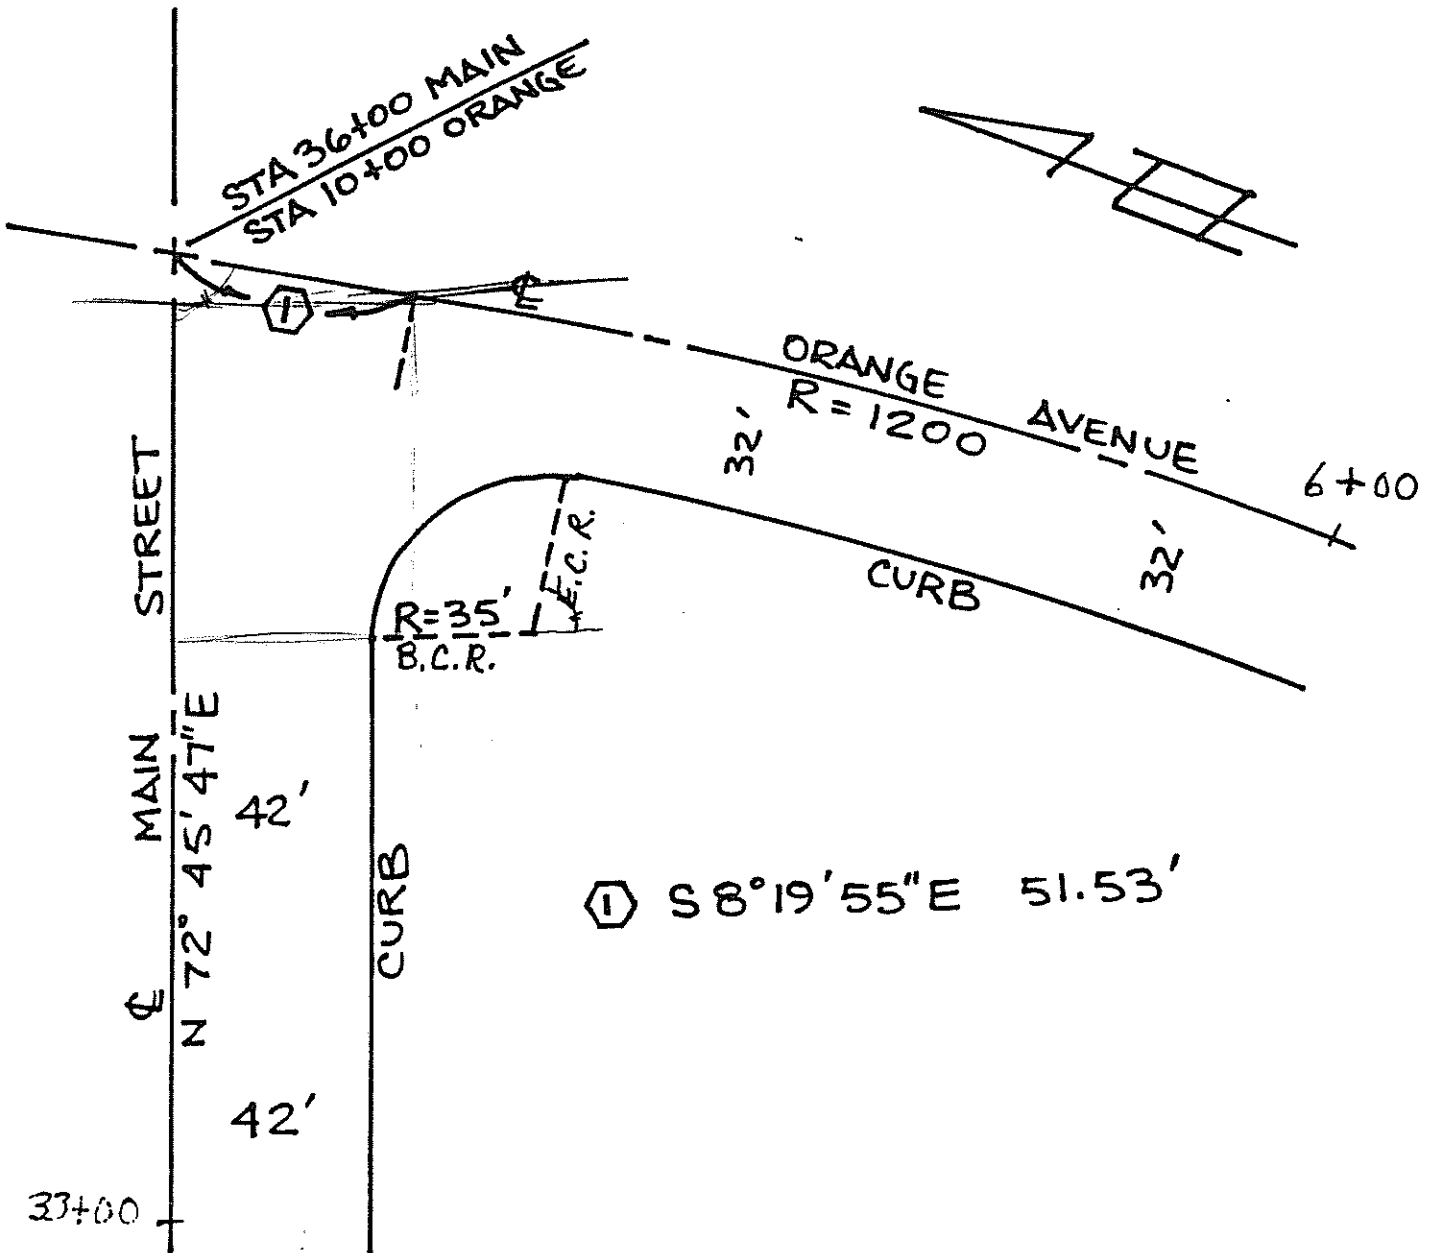 STA 36+00 MAIN
STA 10+00 ORANGE
N
1
℄
ORANGE AVENUE
R = 1200
32'
6+00
32'
CURB
R=35'
B.C.R.
E.C.R.
℄ MAIN STREET
N 72° 45' 47" E
42'
CURB
1 S 8° 19' 55" E 51.53'
42'
33+00